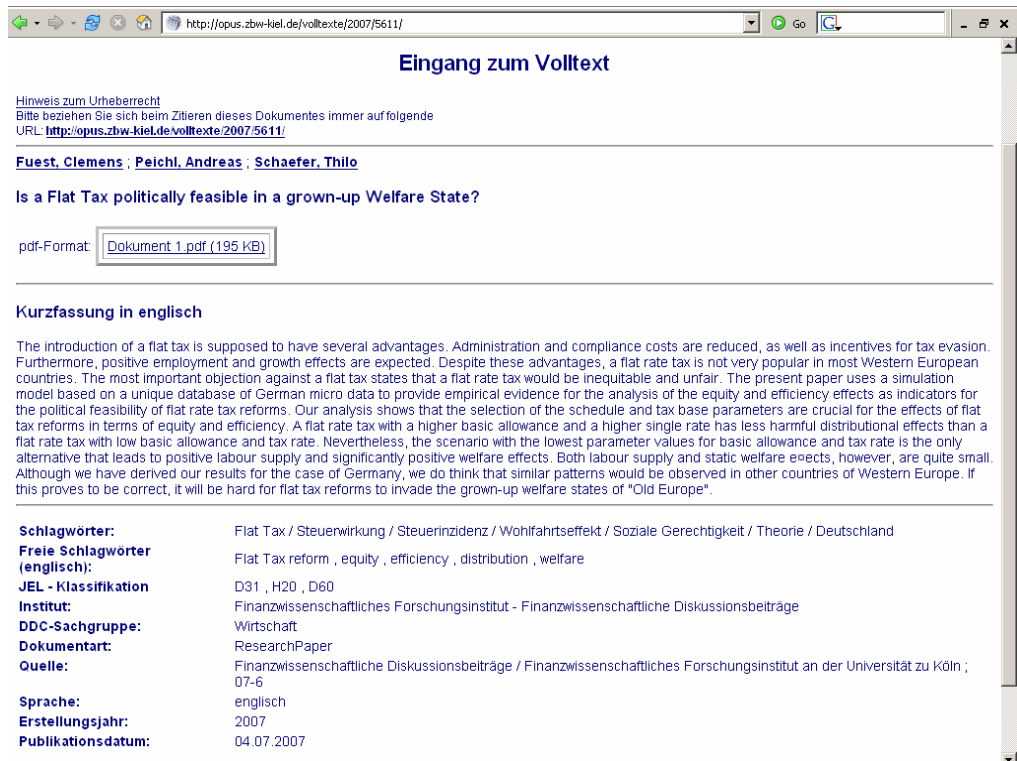 http://opus.zbw-kiel.de/volltexte/2007/5611/
Go
G
Eingang zum Volltext
Hinweis zum Urheberrecht
Bitte beziehen Sie sich beim Zitieren dieses Dokumentes immer auf folgende
URL: http://opus.zbw-kiel.de/volltexte/2007/5611/
Fuest, Clemens ; Peichl, Andreas ; Schaefer, Thilo
Is a Flat Tax politically feasible in a grown-up Welfare State?
pdf-Format: Dokument 1.pdf (195 KB)
Kurzfassung in englisch
The introduction of a flat tax is supposed to have several advantages. Administration and compliance costs are reduced, as well as incentives for tax evasion.
Furthermore, positive employment and growth effects are expected. Despite these advantages, a flat rate tax is not very popular in most Western European
countries. The most important objection against a flat tax states that a flat rate tax would be inequitable and unfair. The present paper uses a simulation
model based on a unique database of German micro data to provide empirical evidence for the analysis of the equity and efficiency effects as indicators for
the political feasibility of flat rate tax reforms. Our analysis shows that the selection of the schedule and tax base parameters are crucial for the effects of flat
tax reforms in terms of equity and efficiency. A flat rate tax with a higher basic allowance and a higher single rate has less harmful distributional effects than a
flat rate tax with low basic allowance and tax rate. Nevertheless, the scenario with the lowest parameter values for basic allowance and tax rate is the only
alternative that leads to positive labour supply and significantly positive welfare effects. Both labour supply and static welfare e¤ects, however, are quite small.
Although we have derived our results for the case of Germany, we do think that similar patterns would be observed in other countries of Western Europe. If
this proves to be correct, it will be hard for flat tax reforms to invade the grown-up welfare states of "Old Europe".
Schlagwörter: Flat Tax / Steuerwirkung / Steuerinzidenz / Wohlfahrtseffekt / Soziale Gerechtigkeit / Theorie / Deutschland
Freie Schlagwörter
(englisch): Flat Tax reform , equity , efficiency , distribution , welfare
JEL - Klassifikation D31 , H20 , D60
Institut: Finanzwissenschaftliches Forschungsinstitut - Finanzwissenschaftliche Diskussionsbeiträge
DDC-Sachgruppe: Wirtschaft
Dokumentart: ResearchPaper
Quelle: Finanzwissenschaftliche Diskussionsbeiträge / Finanzwissenschaftliches Forschungsinstitut an der Universität zu Köln ;
07-6
Sprache: englisch
Erstellungsjahr: 2007
Publikationsdatum: 04.07.2007